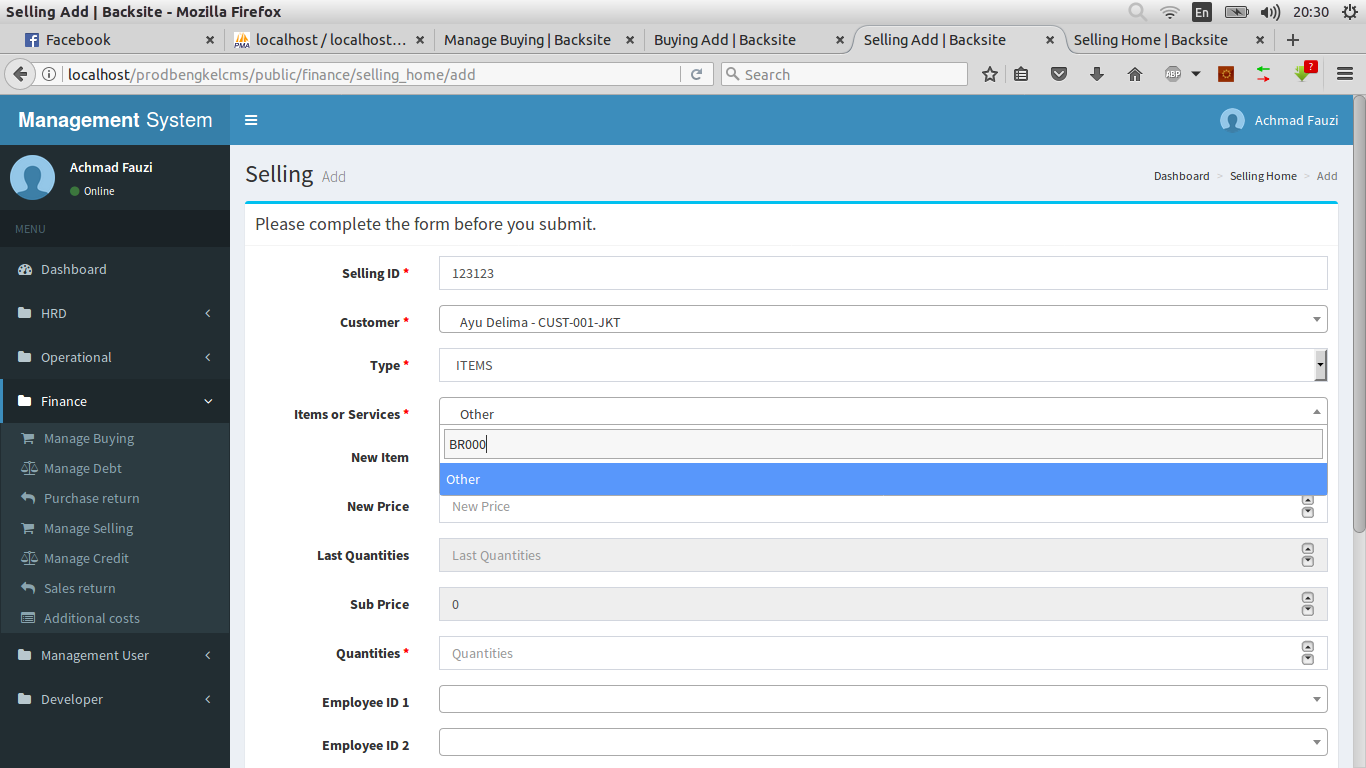 Selling Add | Backsite - Mozilla Firefox
En
20:30
Facebook
PMA
localhost / localhost...
Manage Buying | Backsite
Buying Add | Backsite
Selling Add | Backsite
Selling Home | Backsite
localhost/prodbengkelcms/public/finance/selling_home/add
Search
ABP
?
Management System
Achmad Fauzi
Achmad Fauzi
Online
MENU
Dashboard
HRD
Operational
Finance
Manage Buying
Manage Debt
Purchase return
Manage Selling
Manage Credit
Sales return
Additional costs
Management User
Developer
Selling Add
Dashboard > Selling Home > Add
Please complete the form before you submit.
Selling ID * 123123
Customer * Ayu Delima - CUST-001-JKT
Type * ITEMS
Items or Services * Other
BR000
New Item
Other
New Price New Price
Last Quantities Last Quantities
Sub Price 0
Quantities * Quantities
Employee ID 1
Employee ID 2